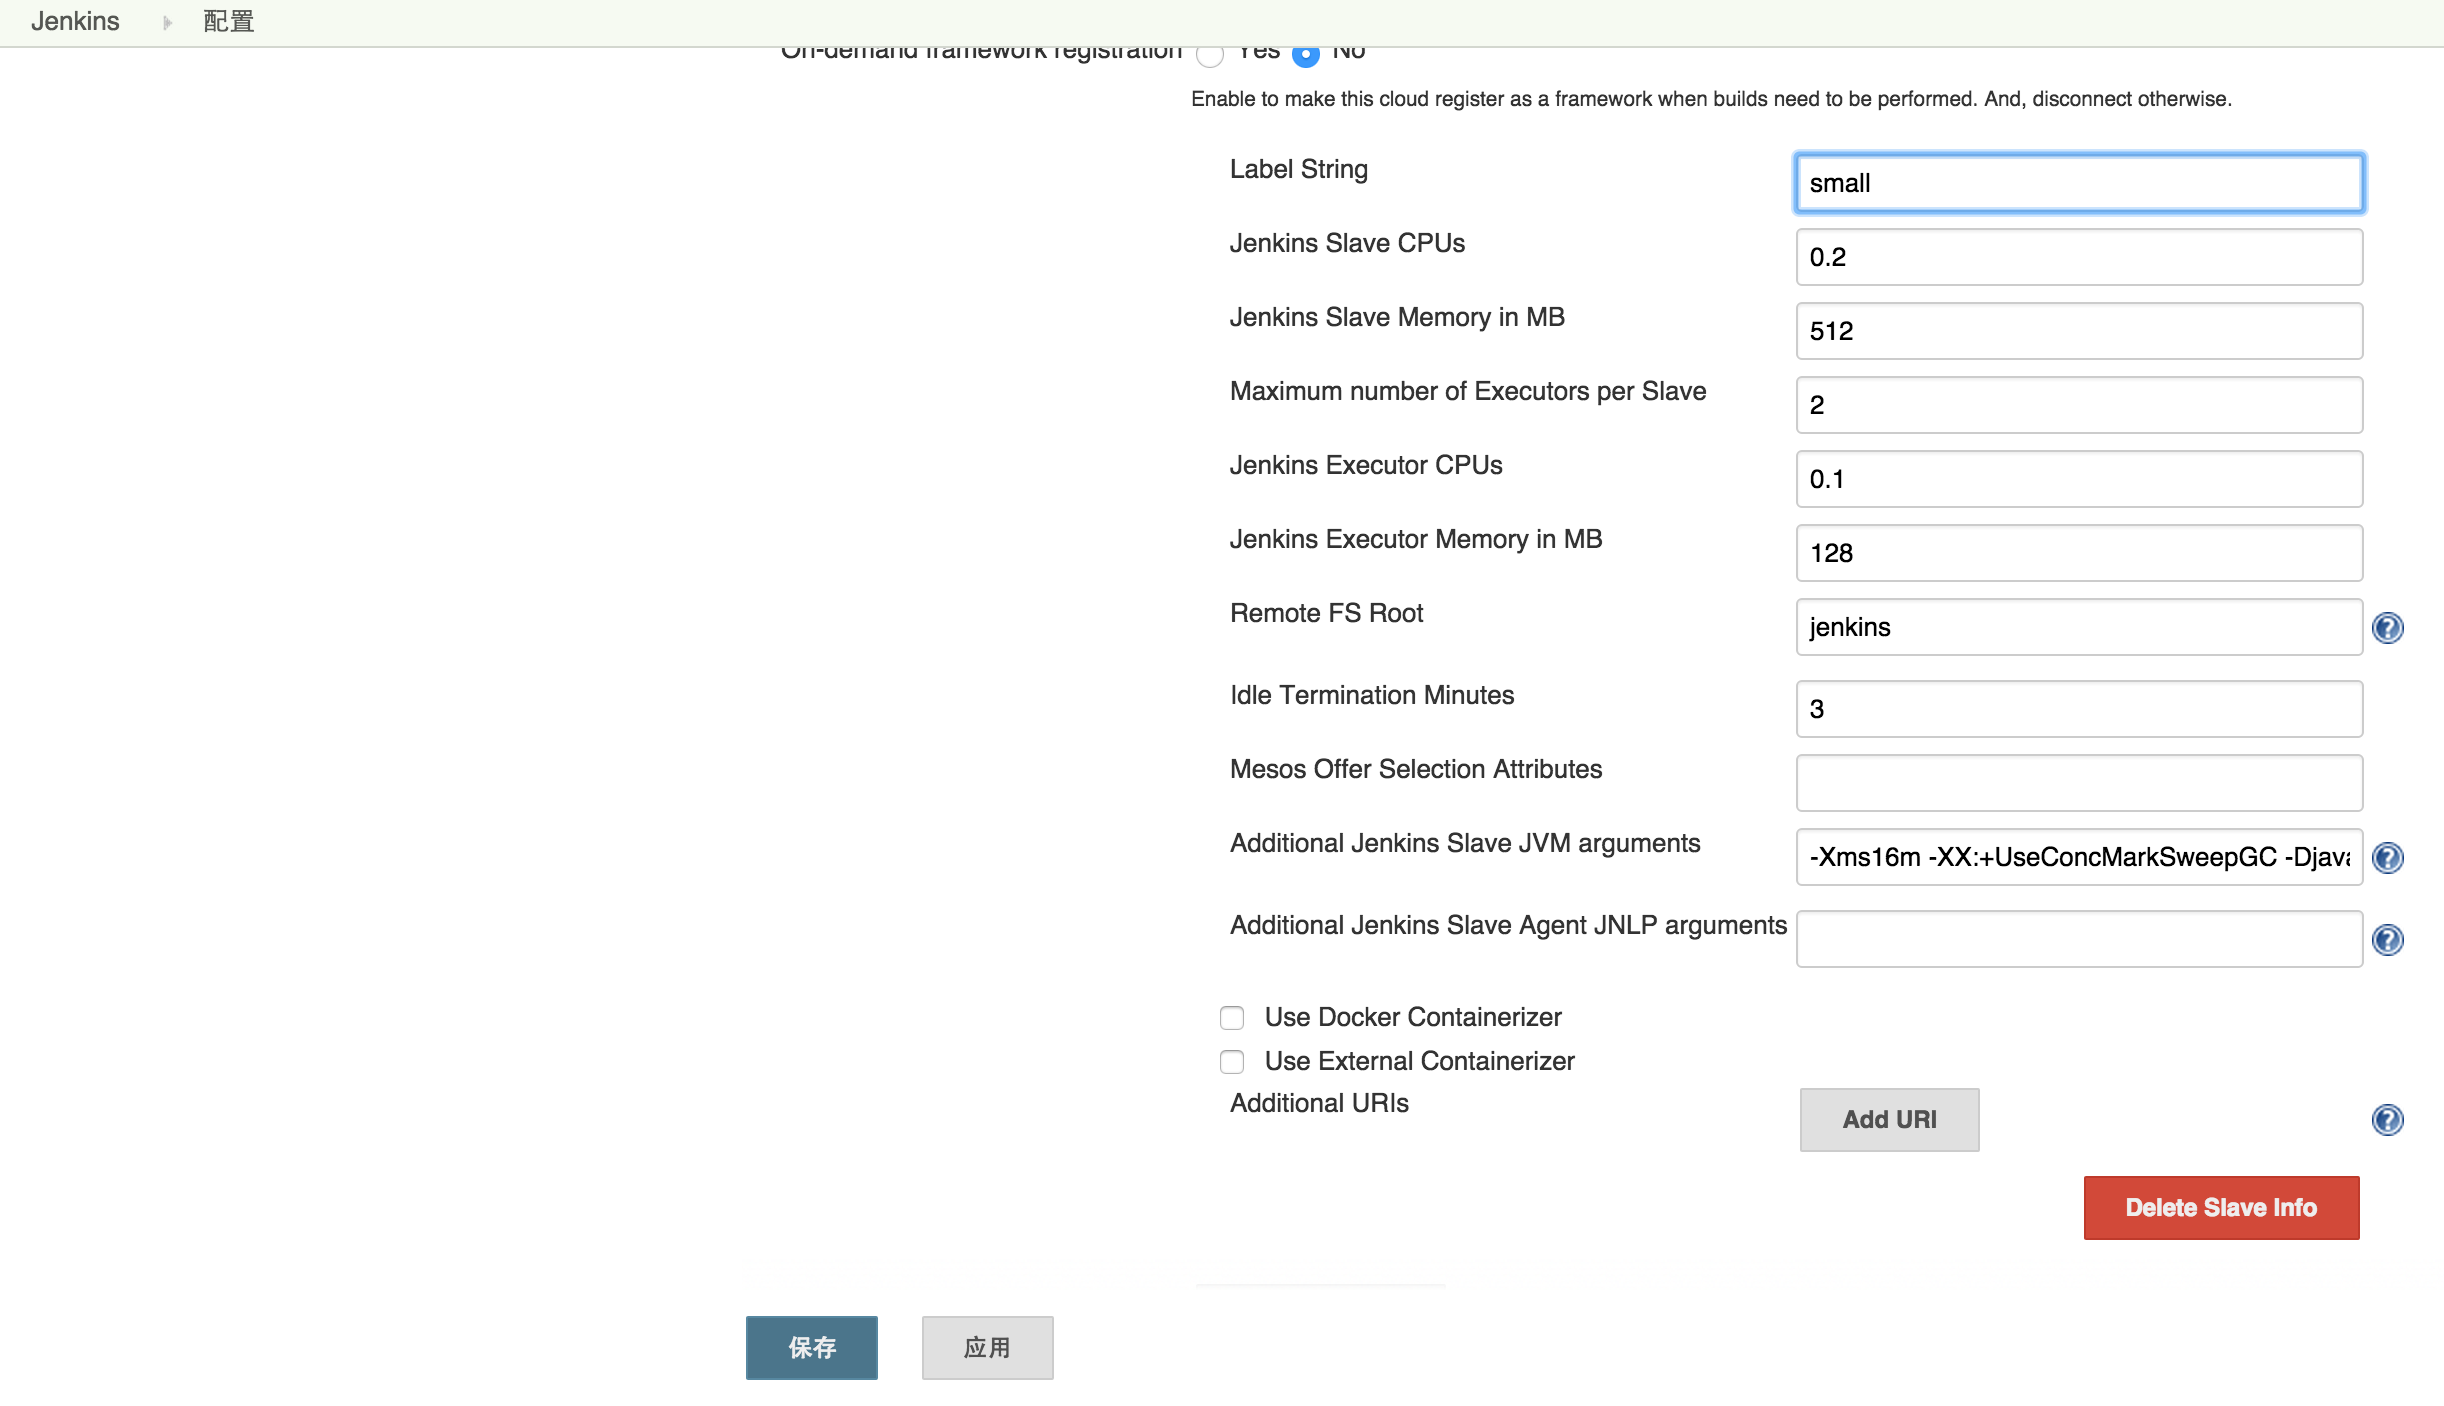 Jenkins 配置
On-demand framework registration Yes No
Enable to make this cloud register as a framework when builds need to be performed. And, disconnect otherwise.
Label String small
Jenkins Slave CPUs 0.2
Jenkins Slave Memory in MB 512
Maximum number of Executors per Slave 2
Jenkins Executor CPUs 0.1
Jenkins Executor Memory in MB 128
Remote FS Root jenkins
Idle Termination Minutes 3
Mesos Offer Selection Attributes
Additional Jenkins Slave JVM arguments -Xms16m -XX:+UseConcMarkSweepGC -Djava
Additional Jenkins Slave Agent JNLP arguments
Use Docker Containerizer
Use External Containerizer
Additional URIs Add URI
Delete Slave Info
保存 应用